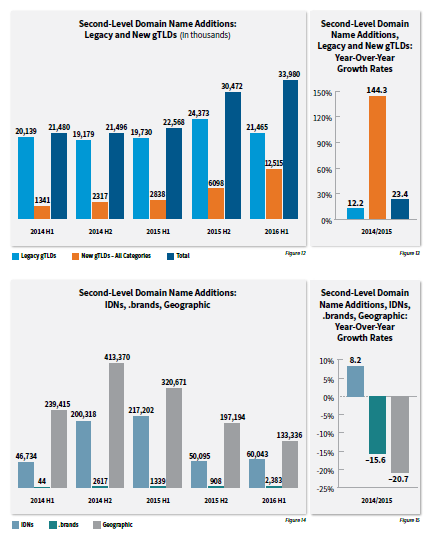 Second-Level Domain Name Additions:
Legacy and New gTLDs (In thousands)
20,139
1341
21,480
19,179
2317
21,496
19,730
2838
22,568
24,373
6098
30,472
21,465
12,515
33,980
2014 H1
2014 H2
2015 H1
2015 H2
2016 H1
Legacy gTLDs
New gTLDs – All Categories
Total
Figure 12
Second-Level Domain
Name Additions,
Legacy and New gTLDs:
Year-Over-Year
Growth Rates
150%
120%
90%
60%
30%
0%
12.2
144.3
23.4
2014/2015
Figure 13
Second-Level Domain Name Additions:
IDNs, .brands, Geographic
46,734
44
239,415
200,318
2617
413,370
217,202
1339
320,671
50,095
908
197,194
60,043
2,383
133,336
2014 H1
2014 H2
2015 H1
2015 H2
2016 H1
IDNs
.brands
Geographic
Figure 14
Second-Level Domain
Name Additions, IDNs,
.brands, Geographic:
Year-Over-Year
Growth Rates
10%
5%
0%
-5%
-10%
-15%
-20%
-25%
8.2
–15.6
–20.7
2014/2015
Figure 15